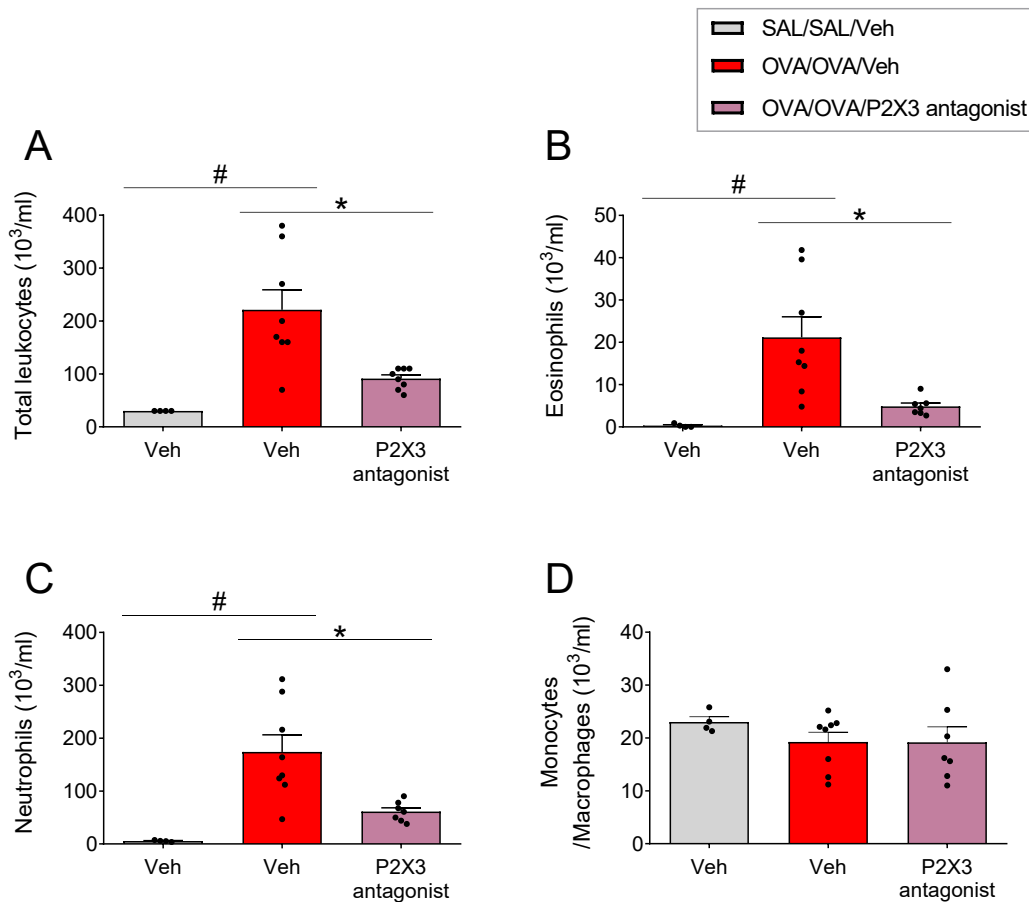 SAL/SAL/Veh
OVA/OVA/Veh
OVA/OVA/P2X3 antagonist
A
#
*
Total leukocytes (10³/ml)
400
300
200
100
0
Veh
Veh
P2X3
antagonist
B
#
*
Eosinophils (10³/ml)
50
40
30
20
10
0
Veh
Veh
P2X3
antagonist
C
#
*
Neutrophils (10³/ml)
400
300
200
100
0
Veh
Veh
P2X3
antagonist
D
Monocytes
/Macrophages (10³/ml)
40
30
20
10
0
Veh
Veh
P2X3
antagonist